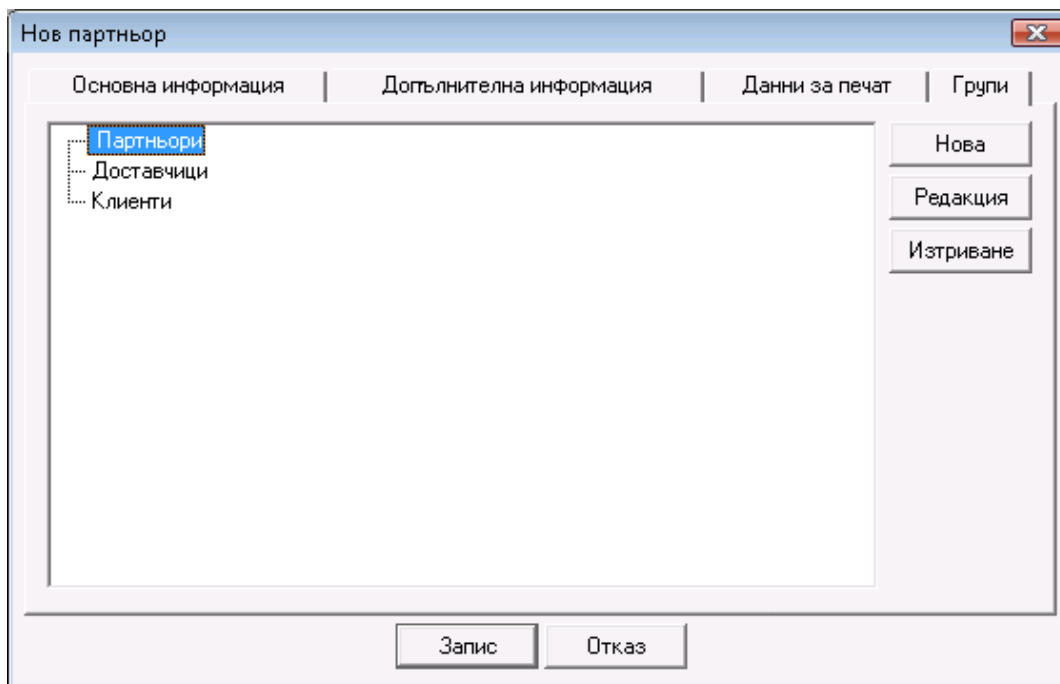 Нов партньор
Основна информация
Допълнителна информация
Данни за печат
Групи
Партньори
Доставчици
Клиенти
Нова
Редакция
Изтриване
Запис
Отказ